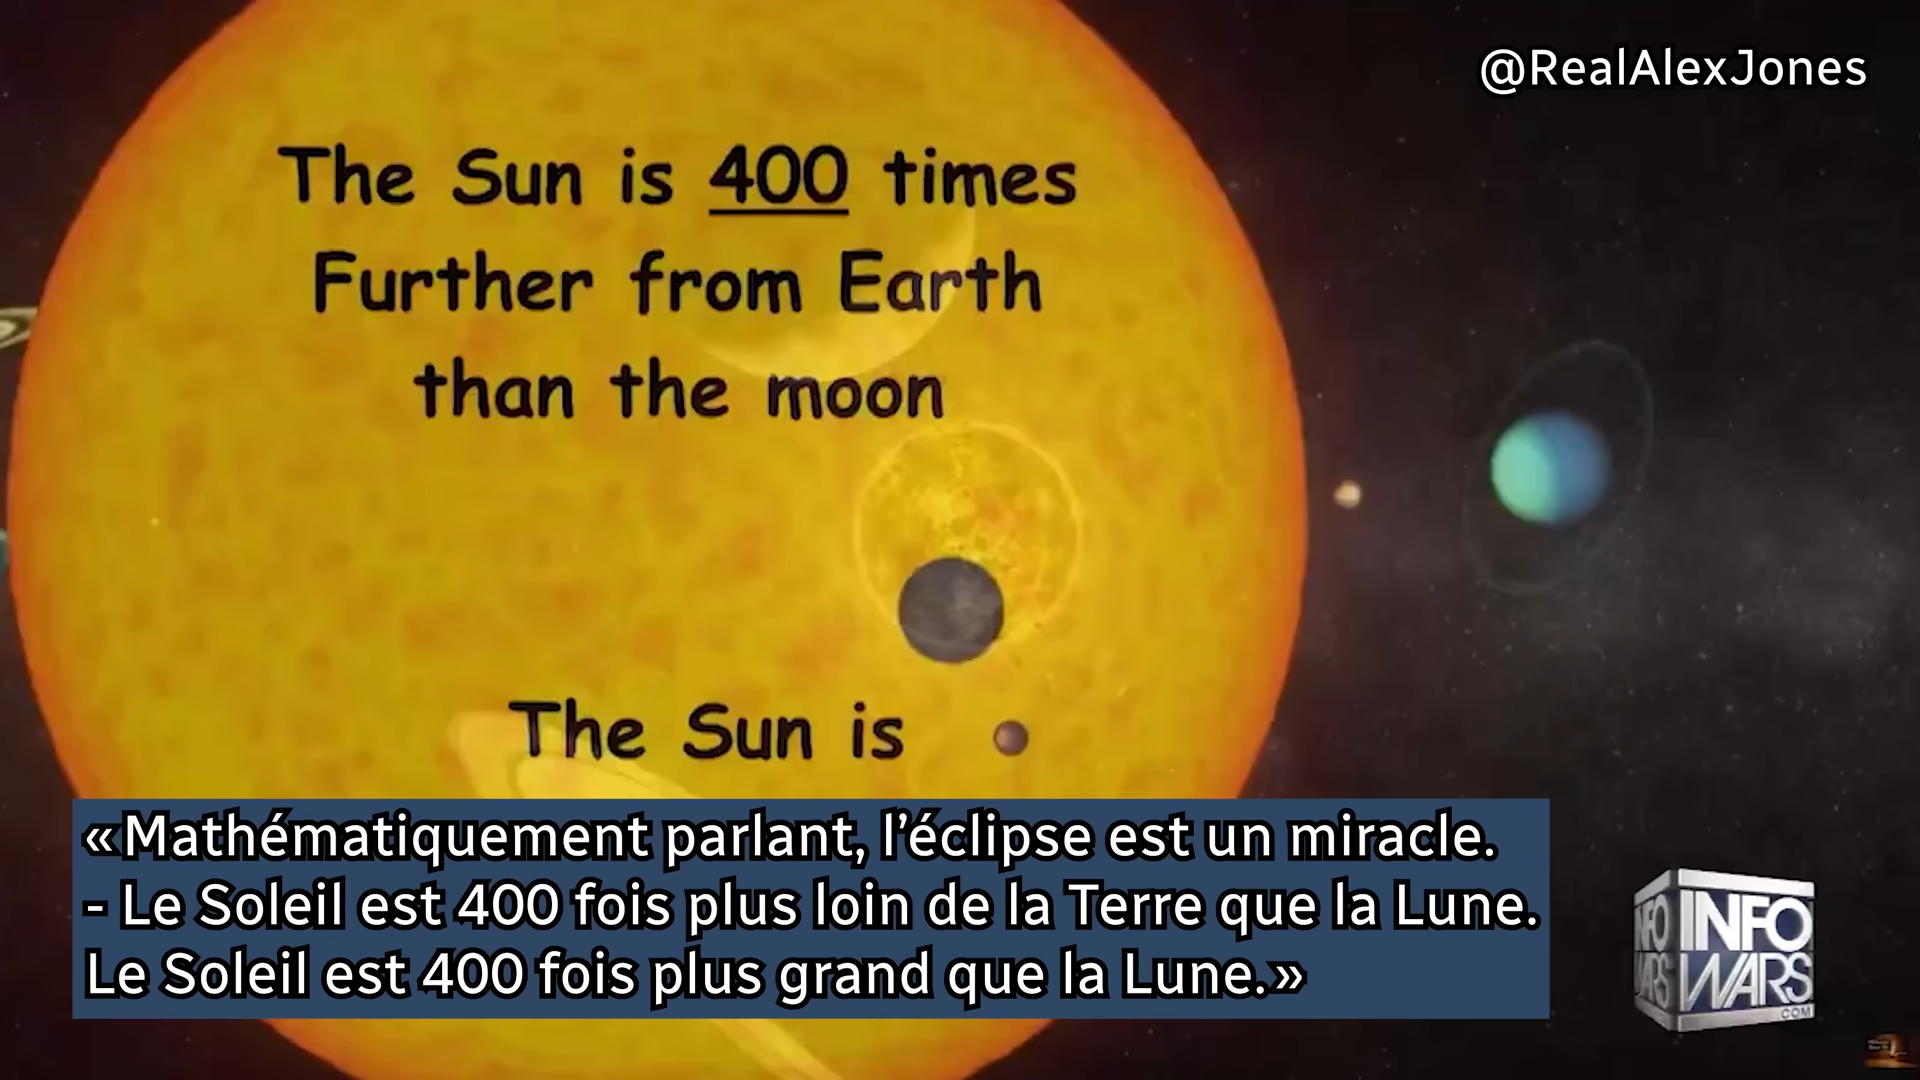 @RealAlexJones
The Sun is 400 times
Further from Earth
than the moon
The Sun is
«Mathématiquement parlant, l’éclipse est un miracle.
- Le Soleil est 400 fois plus loin de la Terre que la Lune.
Le Soleil est 400 fois plus grand que la Lune.»
INFO
WARS
.COM